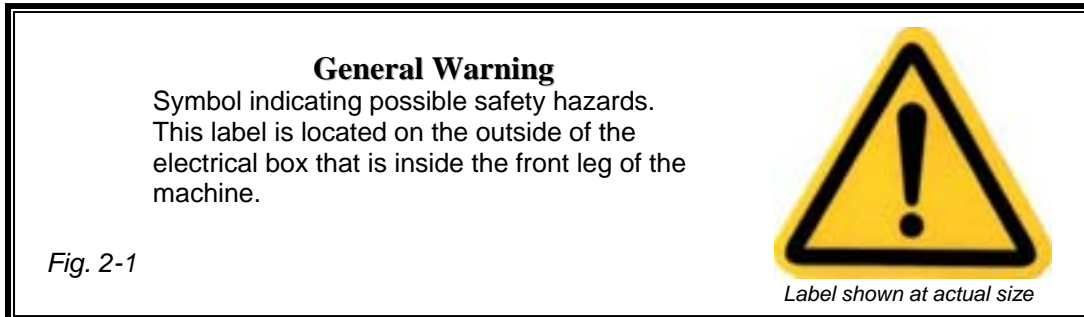 General Warning
Symbol indicating possible safety hazards.
This label is located on the outside of the
electrical box that is inside the front leg of the
machine.
Fig. 2-1
Label shown at actual size